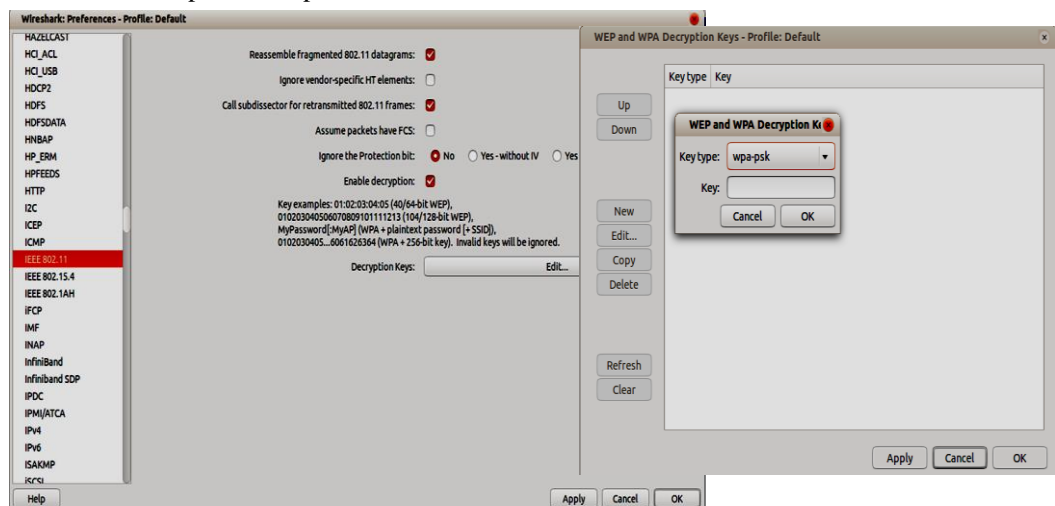 Wireshark: Preferences - Profile: Default
HAZELCAST
HCI_ACL
HCI_USB
HDCP2
HDFS
HDFSDATA
HNBAP
HP_ERM
HPFEEDS
HTTP
I2C
ICEP
ICMP
IEEE 802.11
IEEE 802.15.4
IEEE 802.1AH
iFCP
IMF
INAP
InfiniBand
Infiniband SDP
IPDC
IPMI/ATCA
IPv4
IPv6
ISAKMP
iSCSI
Reassemble fragmented 802.11 datagrams:
Ignore vendor-specific HT elements:
Call subdissector for retransmitted 802.11 frames:
Assume packets have FCS:
Ignore the Protection bit: No Yes - without IV Yes
Enable decryption:
Key examples: 01:02:03:04:05 (40/64-bit WEP),
010203040506070809101111213 (104/128-bit WEP),
MyPassword[:MyAP] (WPA + plaintext password [+ SSID]),
0102030405...6061626364 (WPA + 256-bit key). Invalid keys will be ignored.
Decryption Keys: Edit...
Help Apply Cancel OK
WEP and WPA Decryption Keys - Profile: Default
Key type Key
Up
Down
New
Edit...
Copy
Delete
Refresh
Clear
WEP and WPA Decryption Ke
Key type: wpa-psk
Key:
Cancel OK
Apply Cancel OK